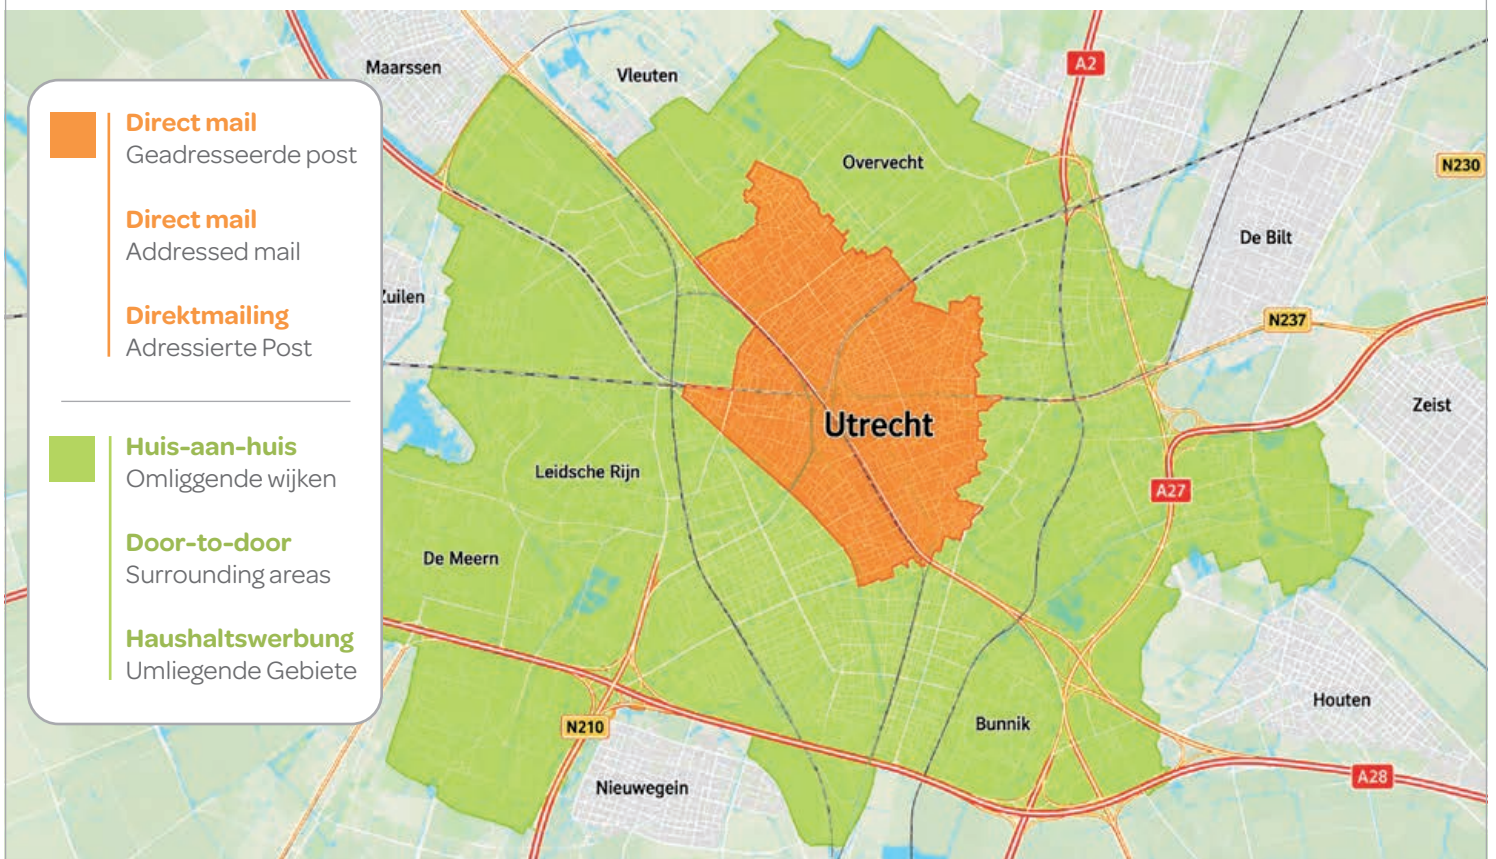 Direct mail
Geadresseerde post
Direct mail
Addressed mail
Direktmailing
Adressierte Post
Huis-aan-huis
Omliggende wijken
Door-to-door
Surrounding areas
Haushaltswerbung
Umliegende Gebiete
Maarssen
Vleuten
A2
Overvecht
N230
De Bilt
Zuilen
N237
Zeist
Utrecht
Leidsche Rijn
A27
De Meern
Houten
Bunnik
N210
A28
Nieuwegein